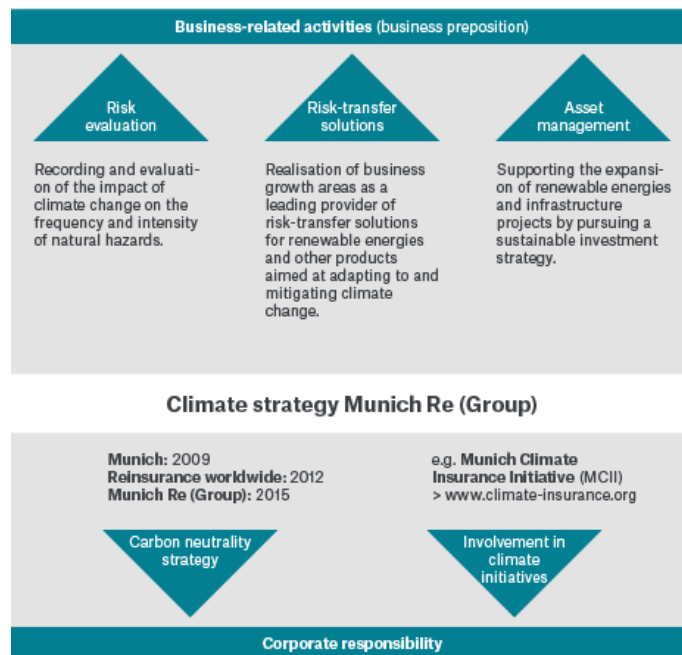 Business-related activities (business preposition)
Risk
evaluation
Recording and evaluati-
on of the impact of
climate change on the
frequency and intensity
of natural hazards.
Risk-transfer
solutions
Realisation of business
growth areas as a
leading provider of
risk-transfer solutions
for renewable energies
and other products
aimed at adapting to and
mitigating climate
change.
Asset
management
Supporting the expansi-
on of renewable energies
and infrastructure
projects by pursuing a
sustainable investment
strategy.
Climate strategy Munich Re (Group)
Munich: 2009
Reinsurance worldwide: 2012
Munich Re (Group): 2015
Carbon neutrality
strategy
e.g. Munich Climate
Insurance Initiative (MCII)
> www.climate-insurance.org
Involvement in
climate
initiatives
Corporate responsibility